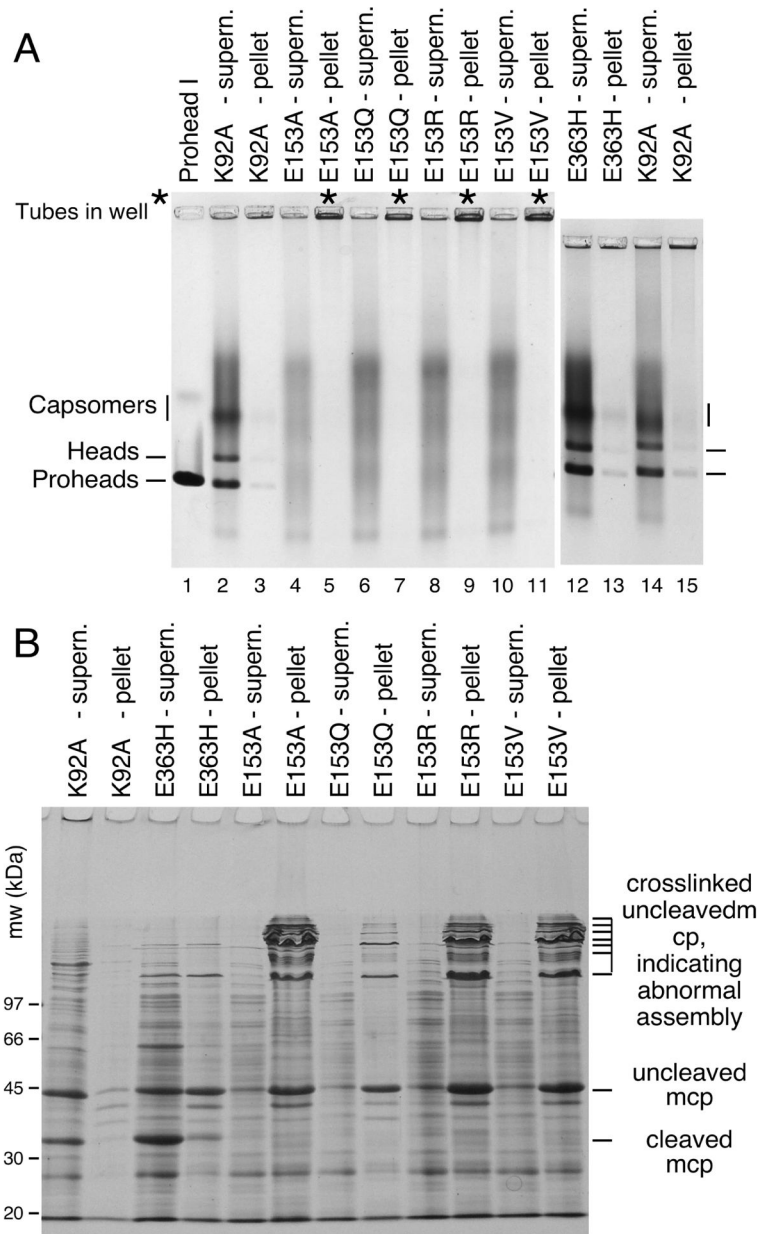 A
Prohead I
K92A - supern.
K92A - pellet
E153A - supern.
E153A - pellet
E153Q - supern.
E153Q - pellet
E153R - supern.
E153R - pellet
E153V - supern.
E153V - pellet
E363H - supern.
E363H - pellet
K92A - supern.
K92A - pellet
Tubes in well *
* * * *
Capsomers
Heads
Proheads
1 2 3 4 5 6 7 8 9 10 11 12 13 14 15
B
K92A - supern.
K92A - pellet
E363H - supern.
E363H - pellet
E153A - supern.
E153A - pellet
E153Q - supern.
E153Q - pellet
E153R - supern.
E153R - pellet
E153V - supern.
E153V - pellet
mw (kDa)
97
66
45
30
20
crosslinked
uncleavedm
cp,
indicating
abnormal
assembly
uncleaved
mcp
cleaved
mcp